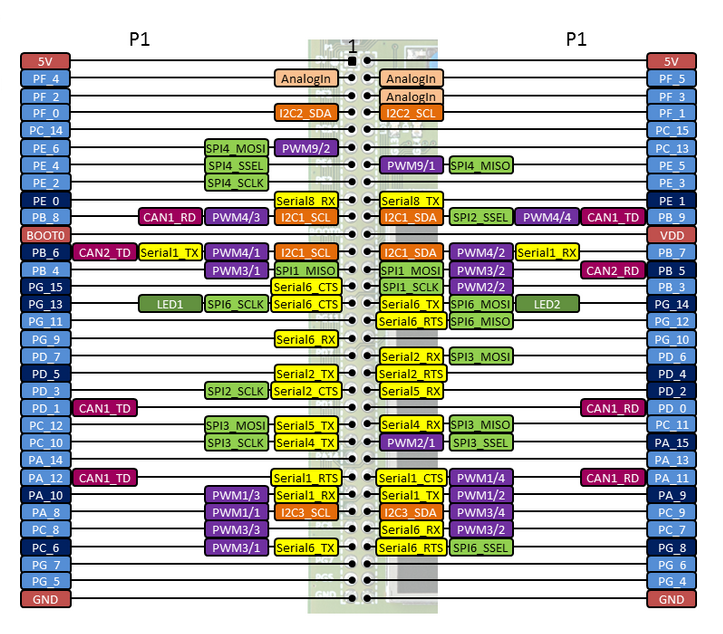 P1 1 P1
5V 5V
PF_4 AnalogIn AnalogIn PF_5
PF_2 AnalogIn PF_3
PF_0 I2C2_SDA I2C2_SCL PF_1
PC_14 PC_15
PE_6 SPI4_MOSI PWM9/2 PC_13
PE_4 SPI4_SSEL PWM9/1 SPI4_MISO PE_5
PE_2 SPI4_SCLK PE_3
PE_0 Serial8_RX Serial8_TX PE_1
PB_8 CAN1_RD PWM4/3 I2C1_SCL I2C1_SDA SPI2_SSEL PWM4/4 CAN1_TD PB_9
BOOT0 VDD
PB_6 CAN2_TD Serial1_TX PWM4/1 I2C1_SCL I2C1_SDA PWM4/2 Serial1_RX PB_7
PB_4 PWM3/1 SPI1_MISO SPI1_MOSI PWM3/2 CAN2_RD PB_5
PG_15 Serial6_CTS SPI1_SCLK PWM2/2 PB_3
PG_13 LED1 SPI6_SCLK Serial6_CTS Serial6_TX SPI6_MOSI LED2 PG_14
PG_11 Serial6_RTS SPI6_MISO PG_12
PG_9 Serial6_RX PG_10
PD_7 Serial2_RX SPI3_MOSI PD_6
PD_5 Serial2_TX Serial2_RTS PD_4
PD_3 SPI2_SCLK Serial2_CTS Serial5_RX PD_2
PD_1 CAN1_TD CAN1_RD PD_0
PC_12 SPI3_MOSI Serial5_TX Serial4_RX SPI3_MISO PC_11
PC_10 SPI3_SCLK Serial4_TX PWM2/1 SPI3_SSEL PA_15
PA_14 PA_13
PA_12 CAN1_TD Serial1_RTS Serial1_CTS PWM1/4 CAN1_RD PA_11
PA_10 PWM1/3 Serial1_RX Serial1_TX PWM1/2 PA_9
PA_8 PWM1/1 I2C3_SCL I2C3_SDA PWM3/4 PC_9
PC_8 PWM3/3 Serial6_RX PWM3/2 PC_7
PC_6 PWM3/1 Serial6_TX Serial6_RTS SPI6_SSEL PG_8
PG_7 PG_6
PG_5 PG_4
GND GND